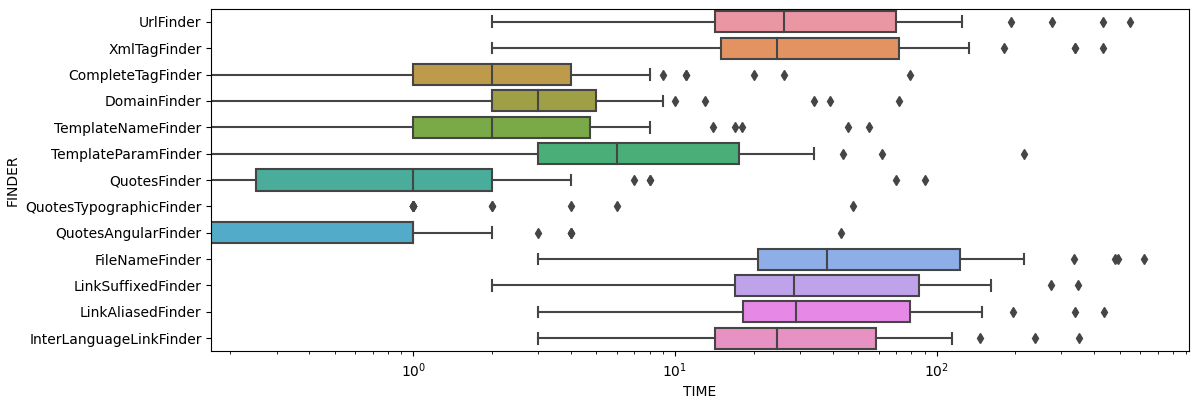 UrlFinder
XmlTagFinder
CompleteTagFinder
DomainFinder
TemplateNameFinder
TemplateParamFinder
QuotesFinder
QuotesTypographicFinder
QuotesAngularFinder
FileNameFinder
LinkSuffixedFinder
LinkAliasedFinder
InterLanguageLinkFinder
FINDER
10⁰ 10¹ 10²
TIME